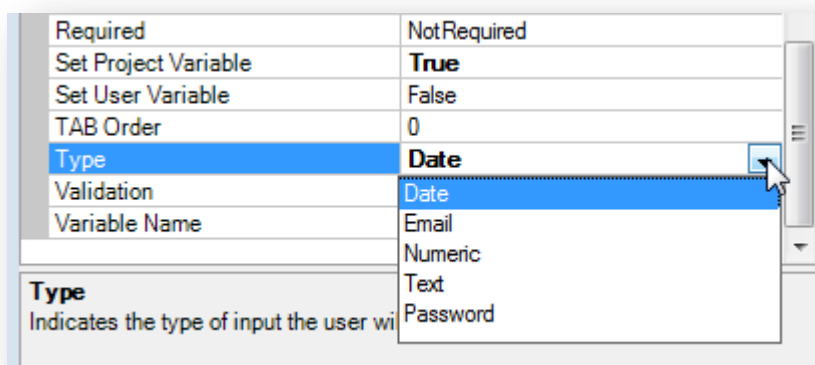 Required NotRequired
Set Project Variable True
Set User Variable False
TAB Order 0
Type Date
Validation
Variable Name
Date
Email
Numeric
Text
Password
Type
Indicates the type of input the user